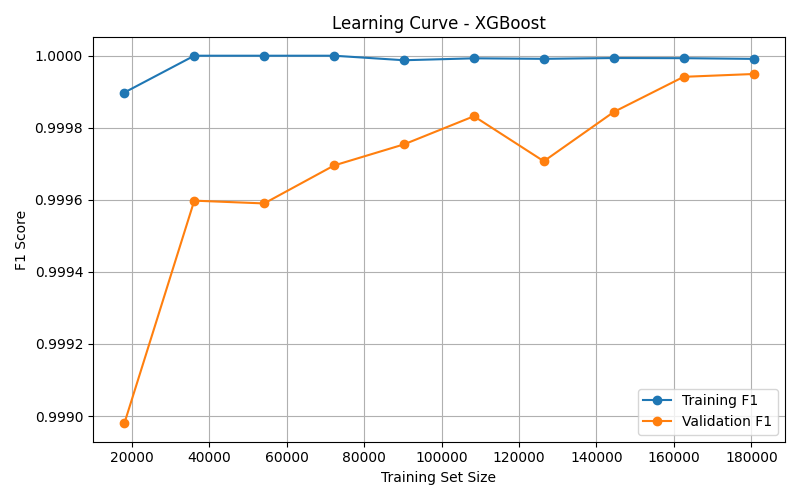 Learning Curve - XGBoost
1.0000
0.9998
0.9996
0.9994
0.9992
0.9990
F1 Score
Training F1
Validation F1
20000 40000 60000 80000 100000 120000 140000 160000 180000
Training Set Size